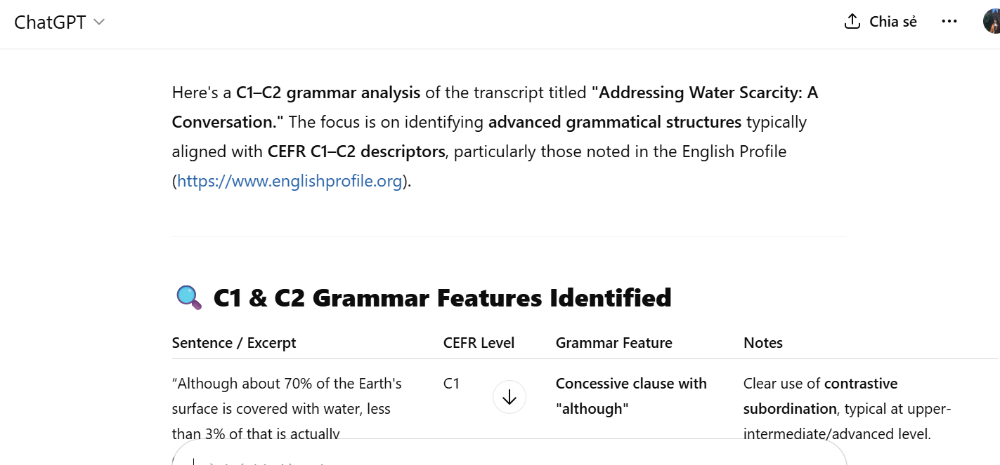 ChatGPT
Chia sẻ
Here's a C1–C2 grammar analysis of the transcript titled "Addressing Water Scarcity: A
Conversation." The focus is on identifying advanced grammatical structures typically
aligned with CEFR C1–C2 descriptors, particularly those noted in the English Profile
(https://www.englishprofile.org).
C1 & C2 Grammar Features Identified
Sentence / Excerpt CEFR Level Grammar Feature Notes
“Although about 70% of the Earth's C1 Concessive clause with Clear use of contrastive
surface is covered with water, less "although" subordination, typical at upper-
than 3% of that is actually intermediate/advanced level.